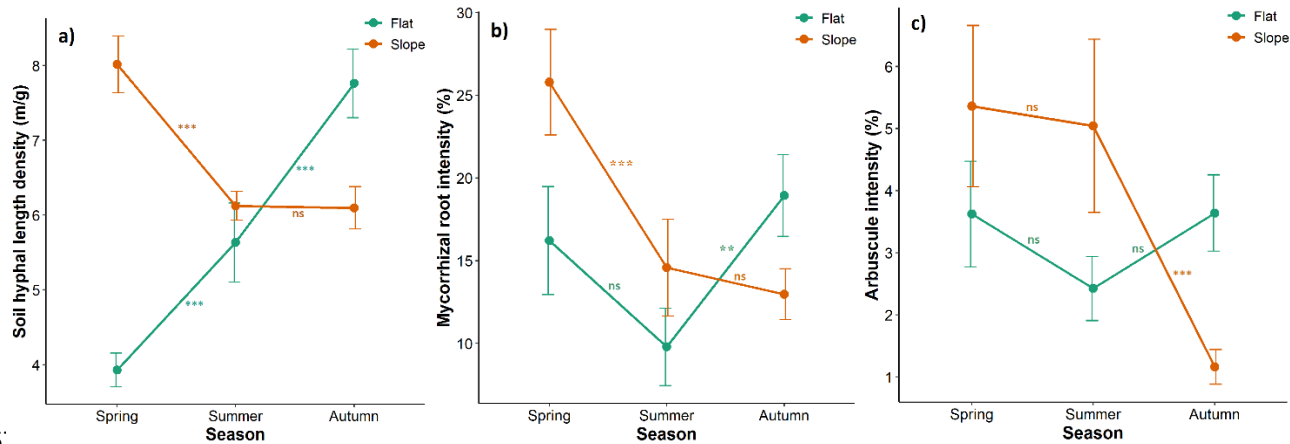 a)
Flat
Slope
Soil hyphal length density (m/g)
8
7
6
5
4
***
***
***
ns
Spring
Summer
Autumn
Season
b)
Flat
Slope
Mycorrhizal root intensity (%)
30
25
20
15
10
***
**
ns
ns
Spring
Summer
Autumn
Season
c)
Flat
Slope
Arbuscule intensity (%)
6
5
4
3
2
1
ns
ns
ns
***
Spring
Summer
Autumn
Season